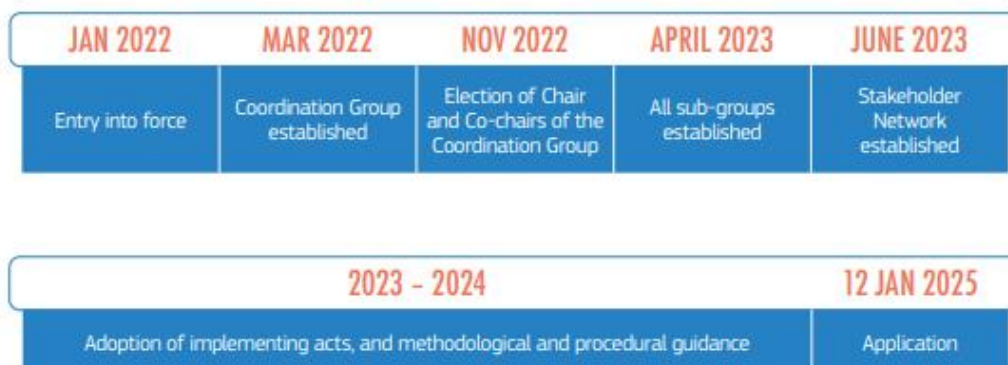 JAN 2022
MAR 2022
NOV 2022
APRIL 2023
JUNE 2023
Entry into force
Coordination Group
established
Election of Chair
and Co-chairs of the
Coordination Group
All sub-groups
established
Stakeholder
Network
established
2023 – 2024
12 JAN 2025
Adoption of implementing acts, and methodological and procedural guidance
Application